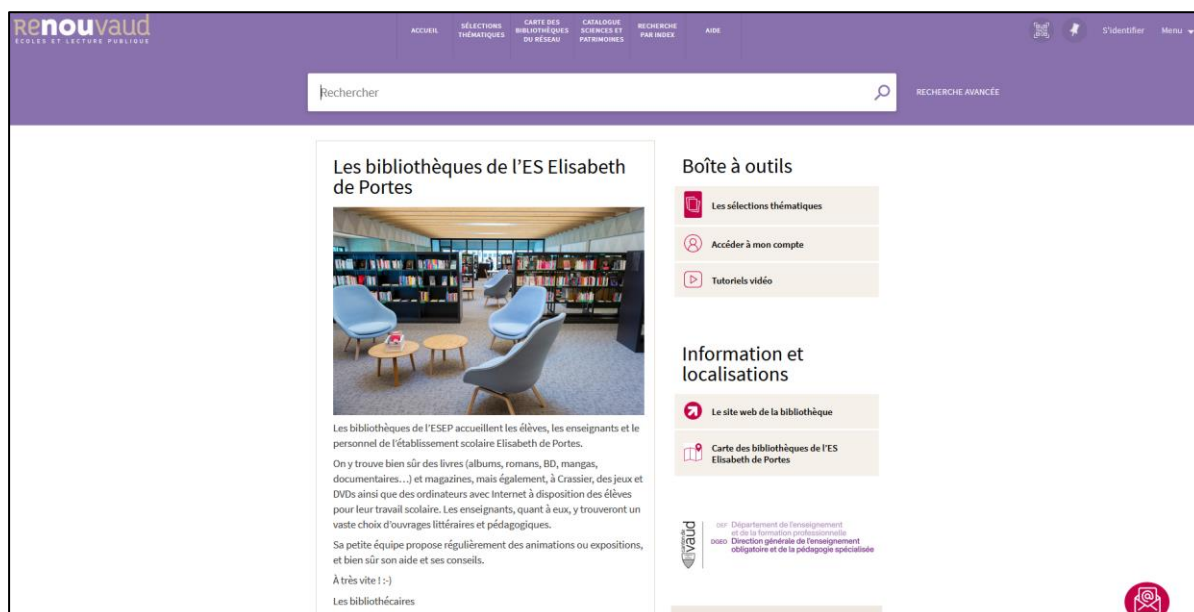 Renouvaud
ÉCOLES ET LECTURE PUBLIQUE
ACCUEIL
SÉLECTIONS
THÉMATIQUES
CARTE DES
BIBLIOTHÈQUES
DU RÉSEAU
CATALOGUE
SCIENCES ET
PATRIMOINES
RECHERCHE
PAR INDEX
AIDE
S'identifier
Menu
Rechercher
RECHERCHE AVANCÉE
Les bibliothèques de l'ES Elisabeth
de Portes
Les bibliothèques de l'ESEP accueillent les élèves, les enseignants et le
personnel de l'établissement scolaire Elisabeth de Portes.
On y trouve bien sûr des livres (albums, romans, BD, mangas,
documentaires…) et magazines, mais également, à Crassier, des jeux et
DVDs ainsi que des ordinateurs avec Internet à disposition des élèves
pour leur travail scolaire. Les enseignants, quant à eux, y trouveront un
vaste choix d'ouvrages littéraires et pédagogiques.
Sa petite équipe propose régulièrement des animations ou expositions,
et bien sûr son aide et ses conseils.
À très vite ! :-)
Les bibliothécaires
Boîte à outils
Les sélections thématiques
Accéder à mon compte
Tutoriels vidéo
Information et
localisations
Le site web de la bibliothèque
Carte des bibliothèques de l'ES
Elisabeth de Portes
canton de
vaud
DEF Département de l'enseignement
et de la formation professionnelle
DGEO Direction générale de l'enseignement
obligatoire et de la pédagogie spécialisée